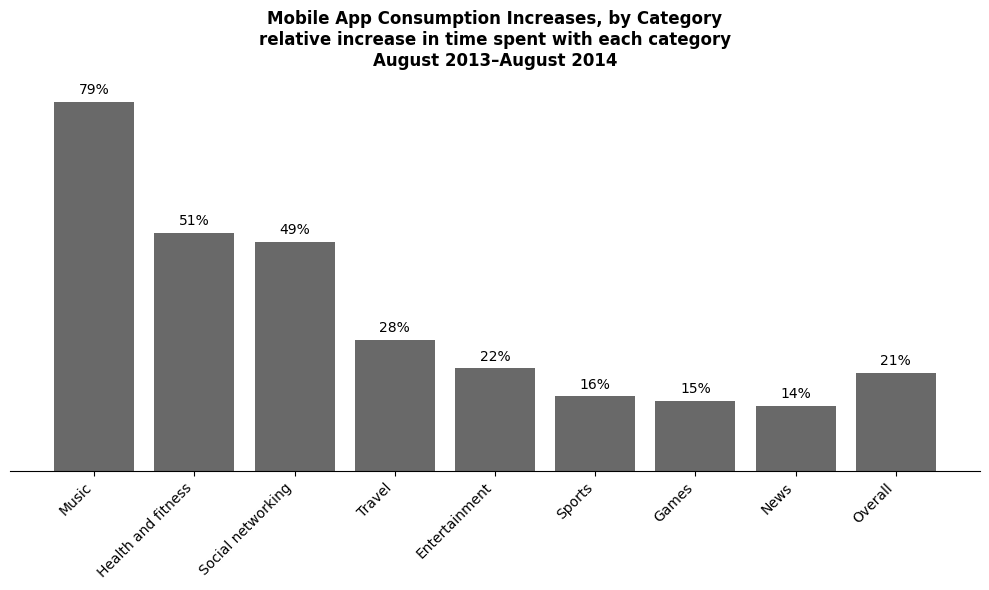 Mobile App Consumption Increases, by Category
relative increase in time spent with each category
August 2013–August 2014
79%
51%
49%
28%
22%
16%
15%
14%
21%
Music
Health and fitness
Social networking
Travel
Entertainment
Sports
Games
News
Overall